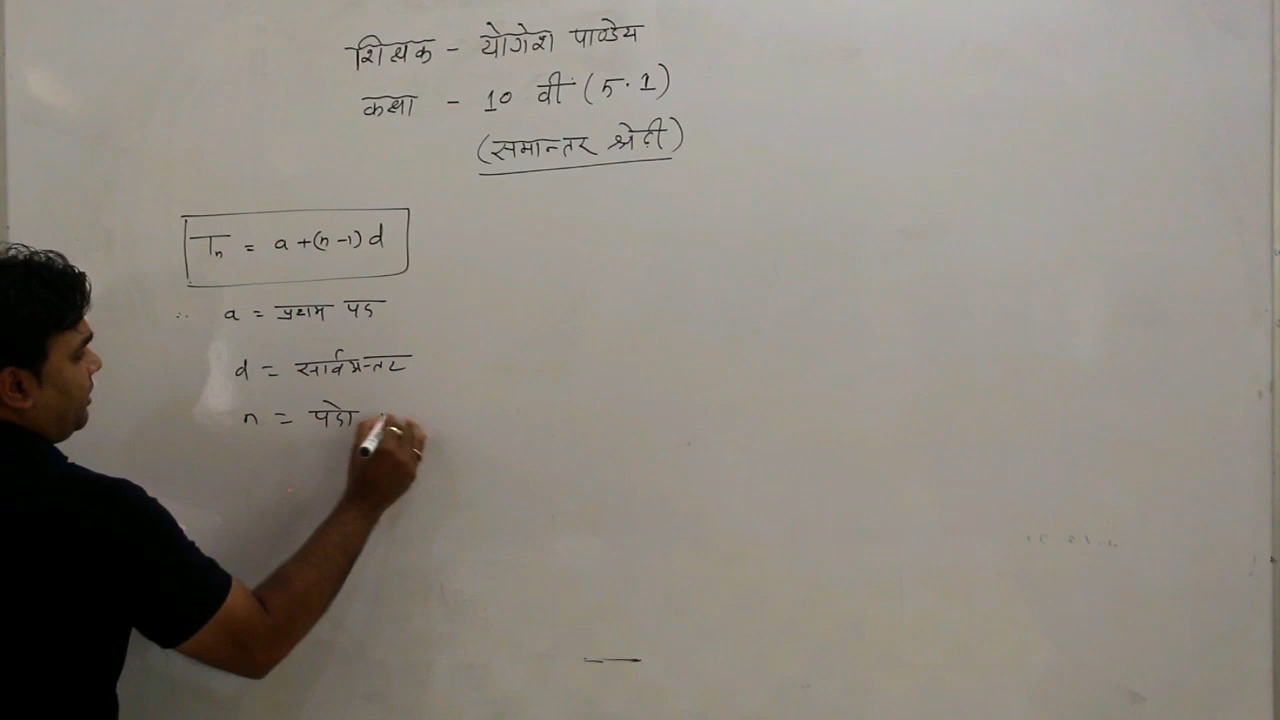 शिक्षक - योगेश पाण्डेय
कक्षा - 10 वीं (5.1)
(समान्तर श्रेढ़ी)
Tn = a+(n-1)d
∴ a = प्रथम पद
d = सार्वअन्तर
n = पदो